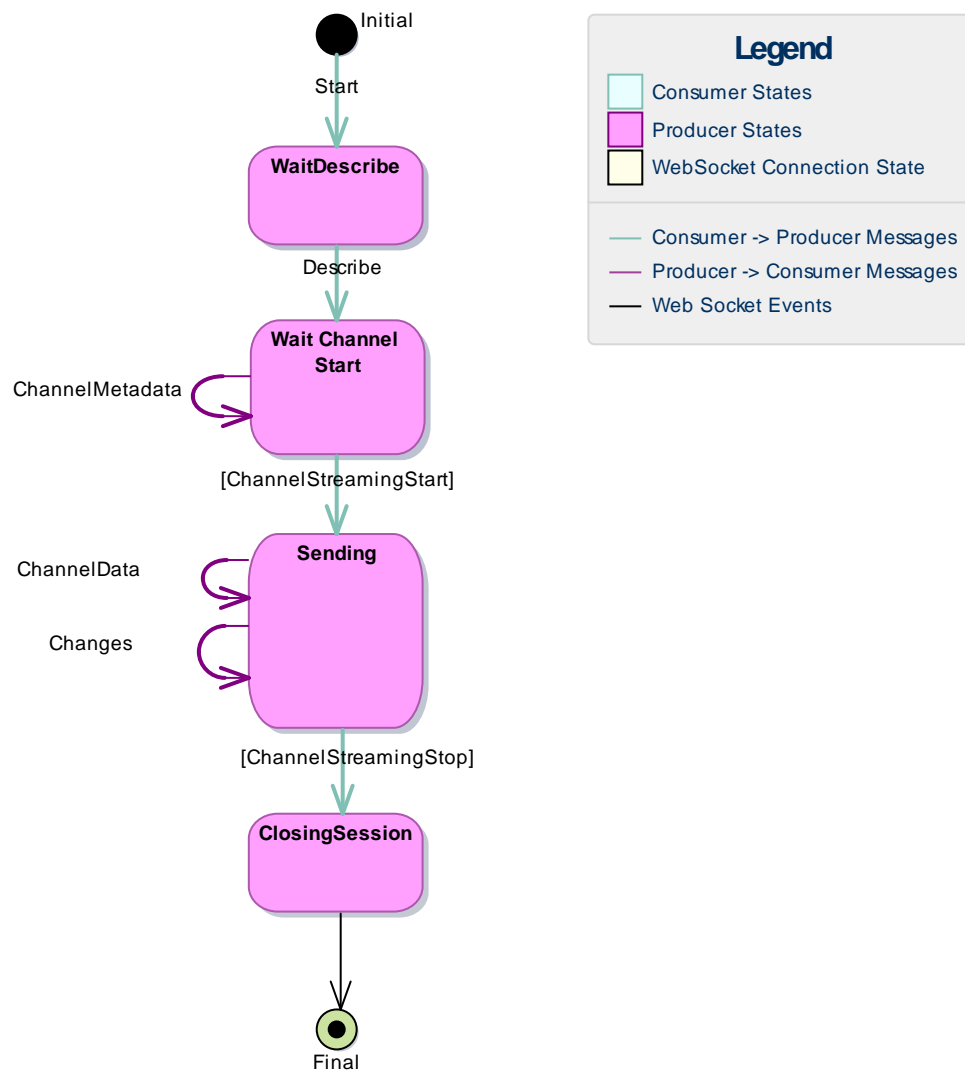 Initial
Legend
Start
Consumer States
Producer States
WaitDescribe
WebSocket Connection State
Consumer -> Producer Messages
Describe
Producer -> Consumer Messages
Web Socket Events
Wait Channel
Start
ChannelMetadata
[ChannelStreamingStart]
Sending
ChannelData
Changes
[ChannelStreamingStop]
ClosingSession
Final